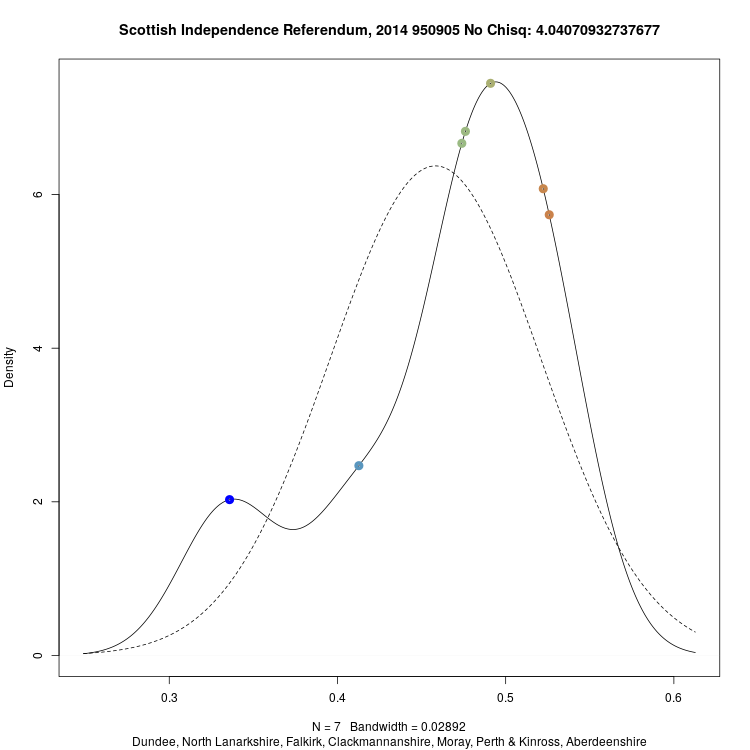 Scottish Independence Referendum, 2014 950905 No Chisq: 4.04070932737677
Density
6
4
2
0
0.3 0.4 0.5 0.6
N = 7 Bandwidth = 0.02892
Dundee, North Lanarkshire, Falkirk, Clackmannanshire, Moray, Perth & Kinross, Aberdeenshire